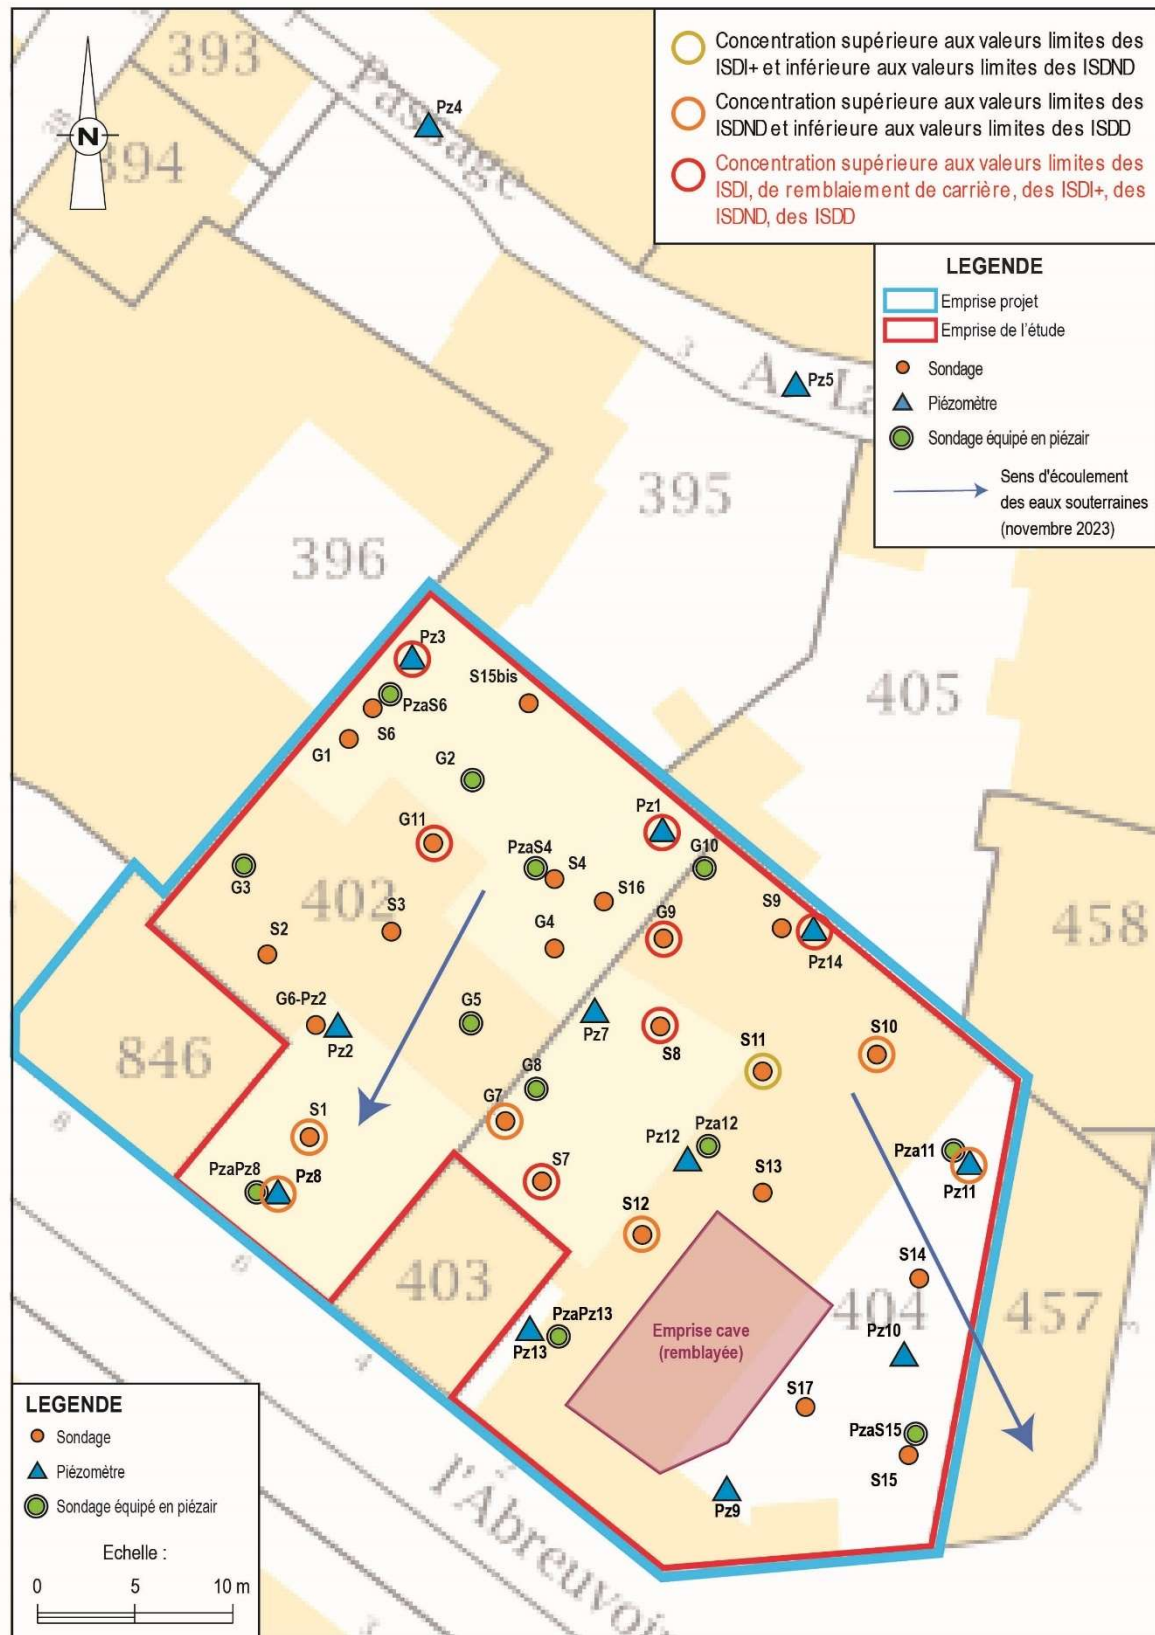 Concentration supérieure aux valeurs limites des
ISDI+ et inférieure aux valeurs limites des ISDND
Concentration supérieure aux valeurs limites des
ISDND et inférieure aux valeurs limites des ISDD
Concentration supérieure aux valeurs limites des
ISDI, de remblaiement de carrière, des ISDI+, des
ISDND, des ISDD
LEGENDE
Emprise projet
Emprise de l'étude
Sondage
Piézomètre
Sondage équipé en piézair
Sens d'écoulement
des eaux souterraines
(novembre 2023)
393
Passage
Pz4
N
394
3
A La
Pz5
395
396
Pz3
405
S15bis
PzaS6
S6
G1
G2
Pz1
G11
PzaS4
S4
G10
G3
402
S3
S16
G9
S9
458
S2
G4
Pz14
G6-Pz2
Pz2
G5
Pz7
S8
S11
S10
846
G8
G7
8
S1
Pz12
Pza12
Pza11
PzaPz8
Pz8
S7
S13
Pz11
S12
6
403
S14
404
457
PzaPz13
Pz13
Emprise cave
(remblayée)
Pz10
4
S17
PzaS15
S15
l'Abreuvoir
Pz9
LEGENDE
Sondage
Piézomètre
Sondage équipé en piézair
Echelle :
0 5 10 m